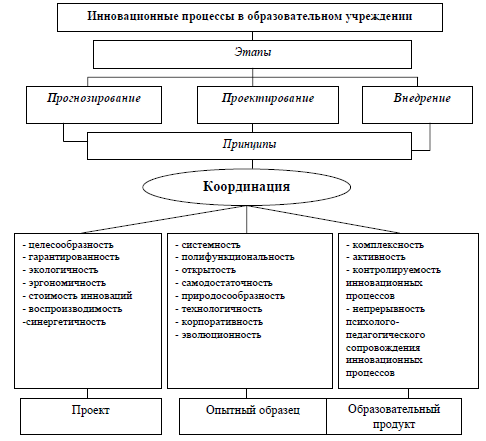 Инновационные процессы в образовательном учреждении
Этапы
Прогнозирование
Проектирование
Внедрение
Принципы
Координация
- целесообразность
- гарантированность
- экологичность
- эргономичность
- стоимость инноваций
- воспроизводимость
-синергетичность
- системность
- полифункциональность
- открытость
- самодостаточность
- природосообразность
- технологичность
- корпоративность
- эволюционность
- комплексность
- активность
- контролируемость
инновационных
процессов
- непрерывность
психолого-
педагогического
сопровождения
инновационных
процессов
Проект
Опытный образец
Образовательный
продукт